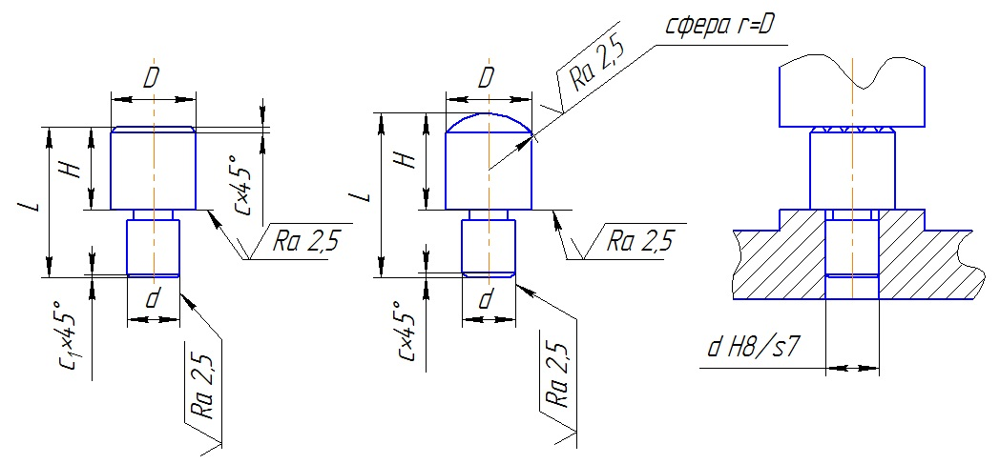 D
H
L
c×45°
Ra 2,5
d
c₁×45°
Ra 2,5
сфера r=D
Ra 2,5
D
H
L
Ra 2,5
d
c×45°
Ra 2,5
d H8/s7